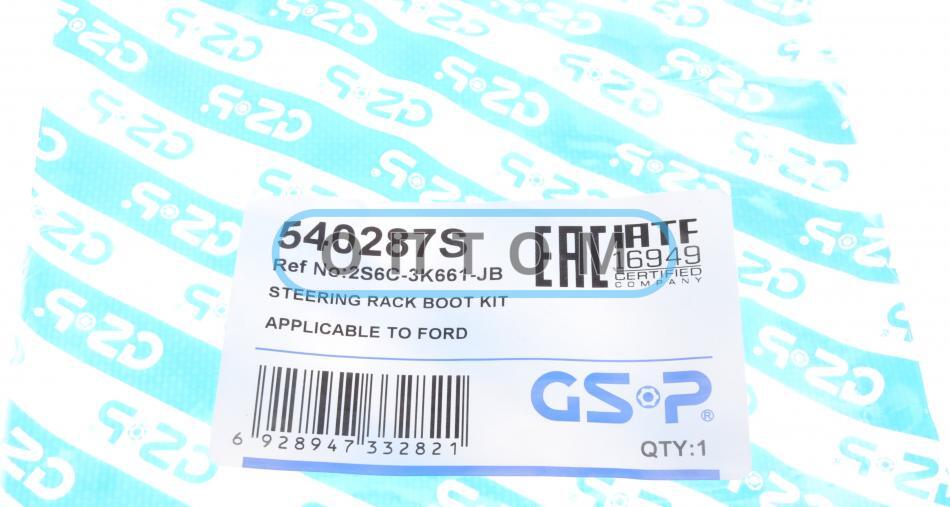 540287S
EAC
IATF
16949
CERTIFIED
COMPANY
Ref No:2S6C-3K661-JB
STEERING RACK BOOT KIT
APPLICABLE TO FORD
GSP®
6 928947 332821
QTY:1
ОПТОМ